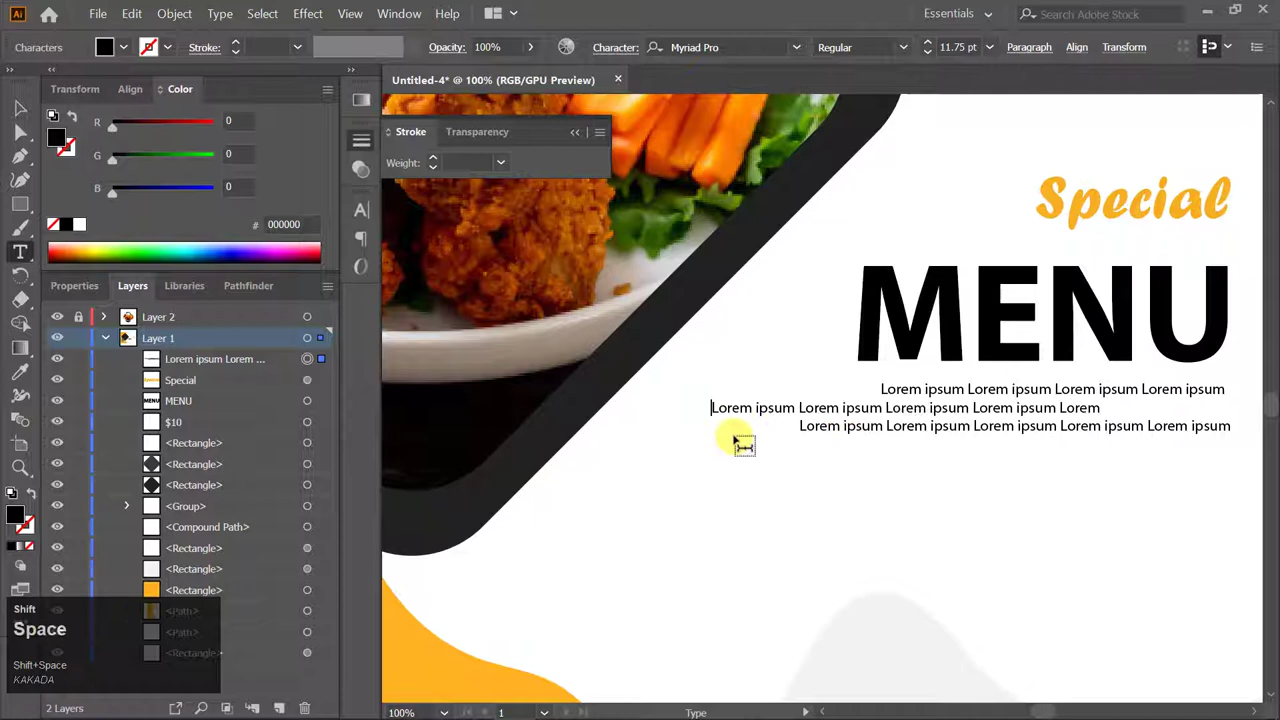 File Edit Object Type Select Effect View Window Help Essentials Search Adobe Stock
Characters Stroke: Opacity: 100% Character: Myriad Pro Regular 11.75 pt Paragraph Align Transform
Untitled-4* @ 100% (RGB/GPU Preview)
Transform Align Color
R 0
G 0
B 0
# 000000
Stroke Transparency
Weight:
Special
MENU
Lorem ipsum Lorem ipsum Lorem ipsum Lorem ipsum
Lorem ipsum Lorem ipsum Lorem ipsum Lorem ipsum Lorem
Lorem ipsum Lorem ipsum Lorem ipsum Lorem ipsum Lorem ipsum
Properties Layers Libraries Pathfinder
Layer 2
Layer 1
Lorem ipsum Lorem ...
Special
MENU
$10
<Rectangle>
<Rectangle>
<Rectangle>
<Group>
<Compound Path>
<Rectangle>
<Rectangle>
<Rectangle>
<Path>
<Path>
<Rectangle>
Shift
Space
Shift+Space
KAKADA
2 Layers
100% 1 Type